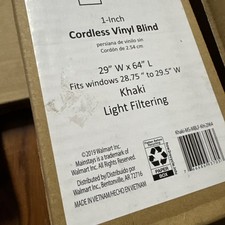 1-Inch
Cordless Vinyl Blind
persiana de vinilo sin
Cordón de 2.54 cm
29" W x 64" L
Fits windows 28.75 " to 29.5" W
Khaki
Light Filtering
©2019 Walmart Inc.
Mainstays is a trademark of
Walmart Inc. All Rights Reserved.
Distributed by/Distribuido por
Walmart Inc., Bentonville, AR 72716
MADE IN VIETNAM/HECHO EN VIETNAM
PAPER
BOX